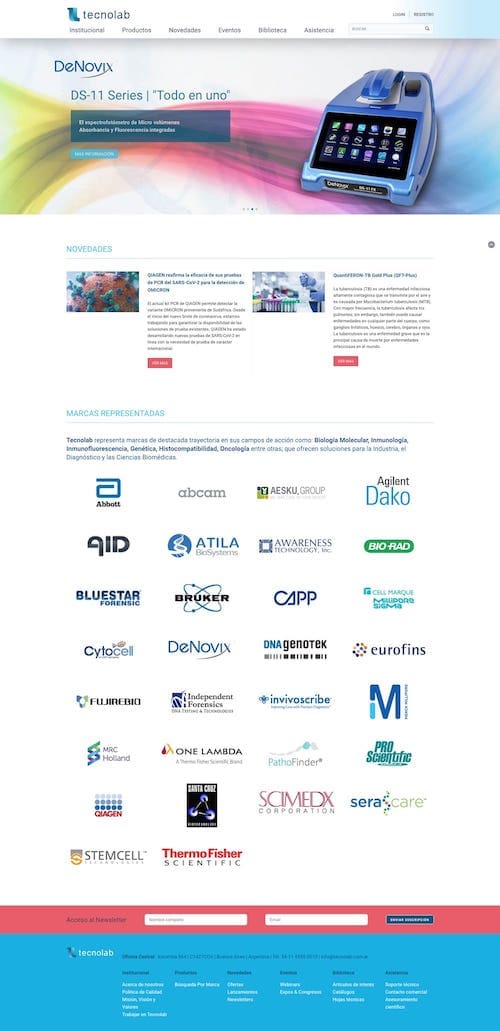 tecnolab
LOGIN REGISTRO
Institucional Productos Novedades Eventos Biblioteca Asistencia
BUSCAR
DeNovix
DS-11 Series | "Todo en uno"
El espectrofotómetro de Micro volúmenes
Absorbancia y Fluorescencia integradas
MAS INFORMACIÓN
DeNovix
DS-11 FX
NOVEDADES
QIAGEN reafirma la eficacia de sus pruebas
de PCR del SARS-CoV-2 para la detección de
OMICRON
El actual kit PCR de QIAGEN permite detectar la
variante OMICRON proveniente de Sudáfrica. Desde
el inicio del nuevo brote de coronavirus, estamos
trabajando para garantizar la disponibilidad de las
soluciones de prueba existentes. QIAGEN ha estado
desarrollando nuevas pruebas de SARS-CoV-2 en
línea con la necesidad de prueba de carácter
internacional.
VER MAS
QuantiFERON-TB Gold Plus (QFT-Plus)
La tuberculosis (TB) es una enfermedad infecciosa
altamente contagiosa que se transmite por el aire y
es causada por Mycobacterium tuberculosis (MTB).
Con mayor frecuencia, la tuberculosis afecta los
pulmones, sin embargo, también puede causar
enfermedades en cualquier parte del cuerpo, como
ganglios linfáticos, huesos, cerebro, órganos y ojos.
La tuberculosis es una enfermedad grave que es la
principal causa de muerte por enfermedades
infecciosas en el mundo.
VER MAS
MARCAS REPRESENTADAS
Tecnolab representa marcas de destacada trayectoria en sus campos de acción como: Biología Molecular, Inmunología,
Inmunofluorescencia, Genética, Histocompatibilidad, Oncología entre otras; que ofrecen soluciones para la Industria, el
Diagnóstico y las Ciencias Biomédicas.
Abbott
abcam
AESKU.GROUP
Agilent
Dako
AID
ATILA
BioSystems
AWARENESS
TECHNOLOGY, Inc.
BIO-RAD
BLUESTAR
FORENSIC
BRUKER
CAPP
CELL MARQUE
MILLIPORE
SIGMA
Cytocell
DeNovix
DNAgenotek
eurofins
FUJIREBIO
Independent
Forensics
DNA TESTING & TECHNOLOGIES
invivoscribe
Improving Lives with Precision Diagnostics
M
MERCK MILLIPORE
MRC
Holland
ONE LAMBDA
A Thermo Fisher Scientific Brand
PathoFinder
PRO
Scientific
QIAGEN
SANTA CRUZ
BIOTECHNOLOGY
SCIMEDX
CORPORATION
seracare
STEMCELL
TECHNOLOGIES
ThermoFisher
SCIENTIFIC
Acceso al Newsletter
Nombre completo
Email
ENVIAR SUSCRIPCIÓN
tecnolab
Oficina Central
Buenos Aires | Argentina | info@tecnolab.com.ar
Institucional Productos Novedades Eventos Biblioteca Asistencia
Acerca de nosotros Búsqueda Por Marca Ofertas Webinars Artículos de interés Soporte técnico
Política de Calidad Lanzamientos Expos & Congresos Catálogos Contacto comercial
Misión, Visión y Newsletters Hojas técnicas Asesoramiento
Valores científico
Trabajar en Tecnolab